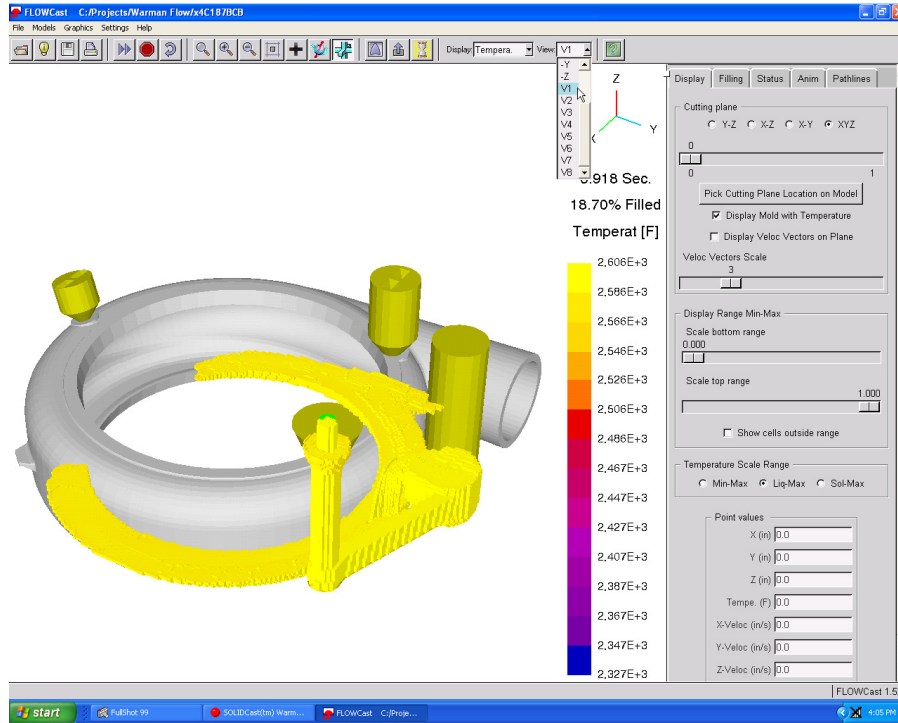 FLOWCast C:/Projects/Warman Flow/x4C187BCB
File Models Graphics Settings Help
Display: Tempera. View: V1
-Y
-Z
V1
V2
V3
V4
V5
V6
V7
V8
Z
Y
X
0.918 Sec.
18.70% Filled
Temperat [F]
2,606E+3
2,586E+3
2,566E+3
2,546E+3
2,526E+3
2,506E+3
2,486E+3
2,467E+3
2,447E+3
2,427E+3
2,407E+3
2,387E+3
2,367E+3
2,347E+3
2,327E+3
Display Filling Status Anim Pathlines
Cutting plane
Y-Z X-Z X-Y XYZ
0
0 1
Pick Cutting Plane Location on Model
Display Mold with Temperature
Display Veloc Vectors on Plane
Veloc Vectors Scale
3
Display Range Min-Max
Scale bottom range
0.000
Scale top range
1.000
Show cells outside range
Temperature Scale Range
Min-Max Liq-Max Sol-Max
Point values
X (in) 0.0
Y (in) 0.0
Z (in) 0.0
Tempe. (F) 0.0
X-Veloc (in/s) 0.0
Y-Veloc (in/s) 0.0
Z-Veloc (in/s) 0.0
FLOWCast 1.5
start FullShot 99 SOLIDCast(tm) Warm... FLOWCast C:/Proje... 4:05 PM